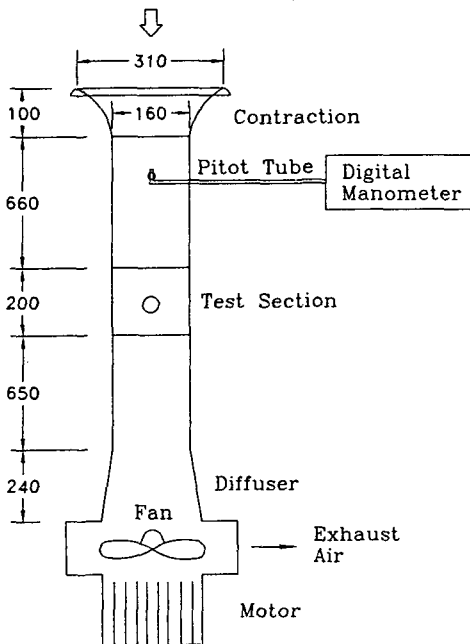 310
100
160
Contraction
Pitot Tube
Digital
Manometer
660
200
Test Section
650
240
Diffuser
Fan
Exhaust
Air
Motor